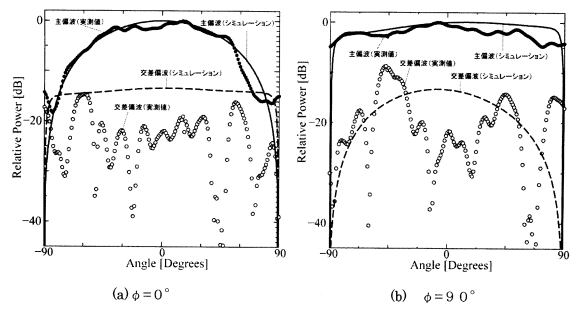 主偏波(実測値)
主偏波(シミュレーション)
交差偏波(シミュレーション)
交差偏波(実測値)
Relative Power [dB]
0
−20
−40
−90
0
90
Angle [Degrees]
(a) φ=0°
主偏波(実測値)
主偏波(シミュレーション)
交差偏波(実測値)
交差偏波(シミュレーション)
Relative Power [dB]
0
−20
−40
−90
0
90
Angle [Degrees]
(b) φ=90°